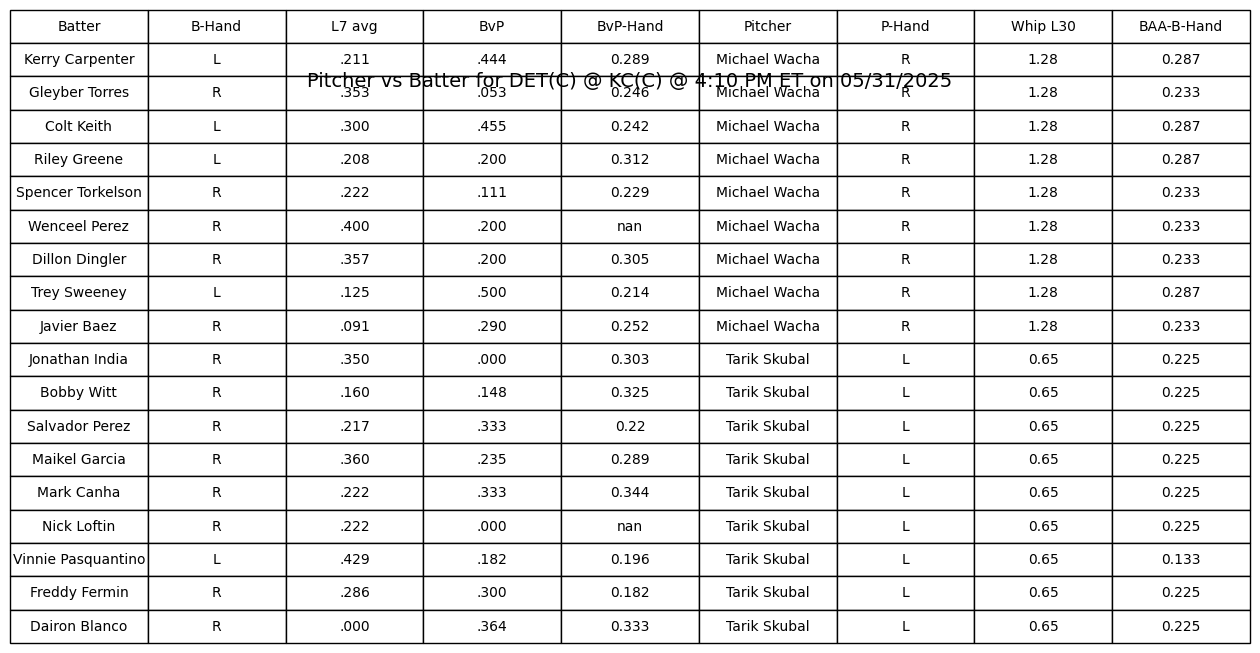 Batter B-Hand L7 avg BvP BvP-Hand Pitcher P-Hand Whip L30 BAA-B-Hand
Kerry Carpenter L .211 .444 0.289 Michael Wacha R 1.28 0.287
Pitcher vs Batter for DET(C) @ KC(C) @ 4:10 PM ET on 05/31/2025
Gleyber Torres R .353 .053 0.246 Michael Wacha R 1.28 0.233
Colt Keith L .300 .455 0.242 Michael Wacha R 1.28 0.287
Riley Greene L .208 .200 0.312 Michael Wacha R 1.28 0.287
Spencer Torkelson R .222 .111 0.229 Michael Wacha R 1.28 0.233
Wenceel Perez R .400 .200 nan Michael Wacha R 1.28 0.233
Dillon Dingler R .357 .200 0.305 Michael Wacha R 1.28 0.233
Trey Sweeney L .125 .500 0.214 Michael Wacha R 1.28 0.287
Javier Baez R .091 .290 0.252 Michael Wacha R 1.28 0.233
Jonathan India R .350 .000 0.303 Tarik Skubal L 0.65 0.225
Bobby Witt R .160 .148 0.325 Tarik Skubal L 0.65 0.225
Salvador Perez R .217 .333 0.22 Tarik Skubal L 0.65 0.225
Maikel Garcia R .360 .235 0.289 Tarik Skubal L 0.65 0.225
Mark Canha R .222 .333 0.344 Tarik Skubal L 0.65 0.225
Nick Loftin R .222 .000 nan Tarik Skubal L 0.65 0.225
Vinnie Pasquantino L .429 .182 0.196 Tarik Skubal L 0.65 0.133
Freddy Fermin R .286 .300 0.182 Tarik Skubal L 0.65 0.225
Dairon Blanco R .000 .364 0.333 Tarik Skubal L 0.65 0.225